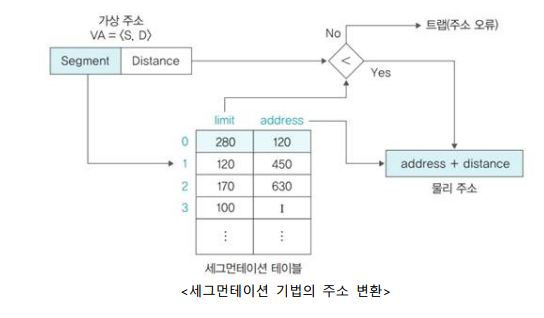 가상 주소
VA = ⟨S, D⟩
No
트랩(주소 오류)
Segment Distance
<
Yes
limit address
0 280 120
1 120 450
2 170 630
3 100 I
⋮ ⋮
address + distance
물리 주소
세그먼테이션 테이블
<세그먼테이션 기법의 주소 변환>